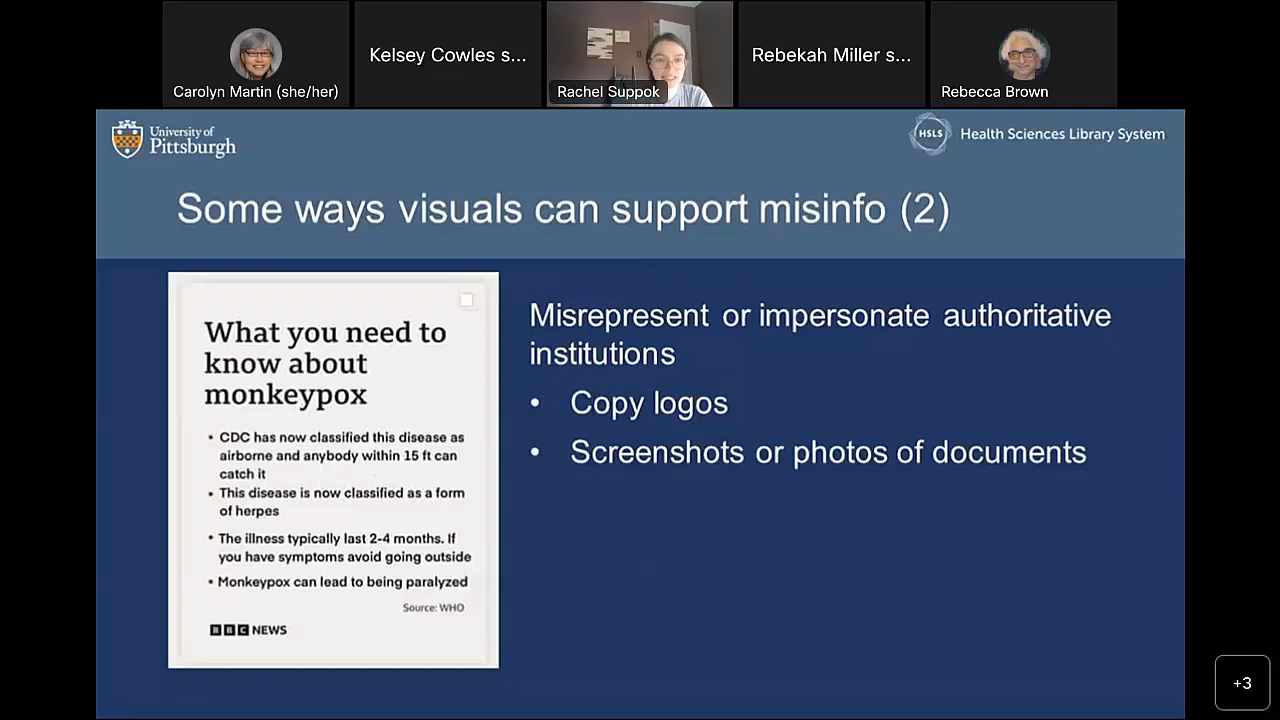 Carolyn Martin (she/her)
Kelsey Cowles s...
Rachel Suppok
Rebekah Miller s...
Rebecca Brown
University of
Pittsburgh
HSLS
Health Sciences Library System
Some ways visuals can support misinfo (2)
What you need to
know about
monkeypox
• CDC has now classified this disease as
airborne and anybody within 15 ft can
catch it
• This disease is now classified as a form
of herpes
• The illness typically last 2-4 months. If
you have symptoms avoid going outside
• Monkeypox can lead to being paralyzed
Source: WHO
BBC NEWS
Misrepresent or impersonate authoritative
institutions
• Copy logos
• Screenshots or photos of documents
+3